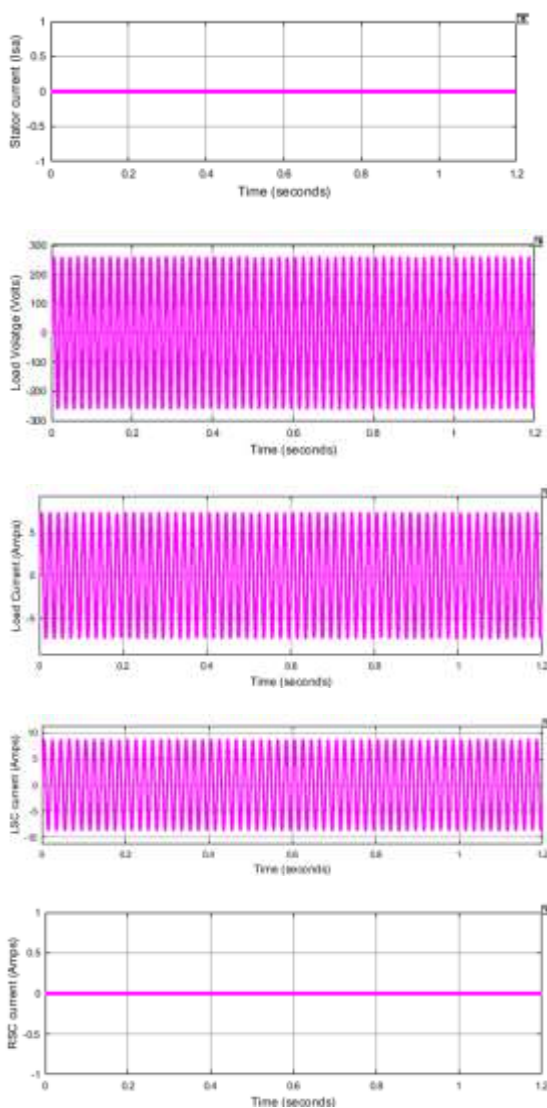 Stator current (Isa)
1
0.5
0
-0.5
-1
0 0.2 0.4 0.6 0.8 1 1.2
Time (seconds)
Load Volatge (Volts)
300
200
100
0
-100
-200
-300
0 0.2 0.4 0.6 0.8 1 1.2
Time (seconds)
Load Current (Amps)
5
0
-5
0 0.2 0.4 0.6 0.8 1 1.2
Time (seconds)
LSC current (Amps)
10
5
0
-5
-10
0 0.2 0.4 0.6 0.8 1 1.2
Time (seconds)
RSC current (Amps)
1
0.5
0
-0.5
-1
0 0.2 0.4 0.6 0.8 1 1.2
Time (seconds)